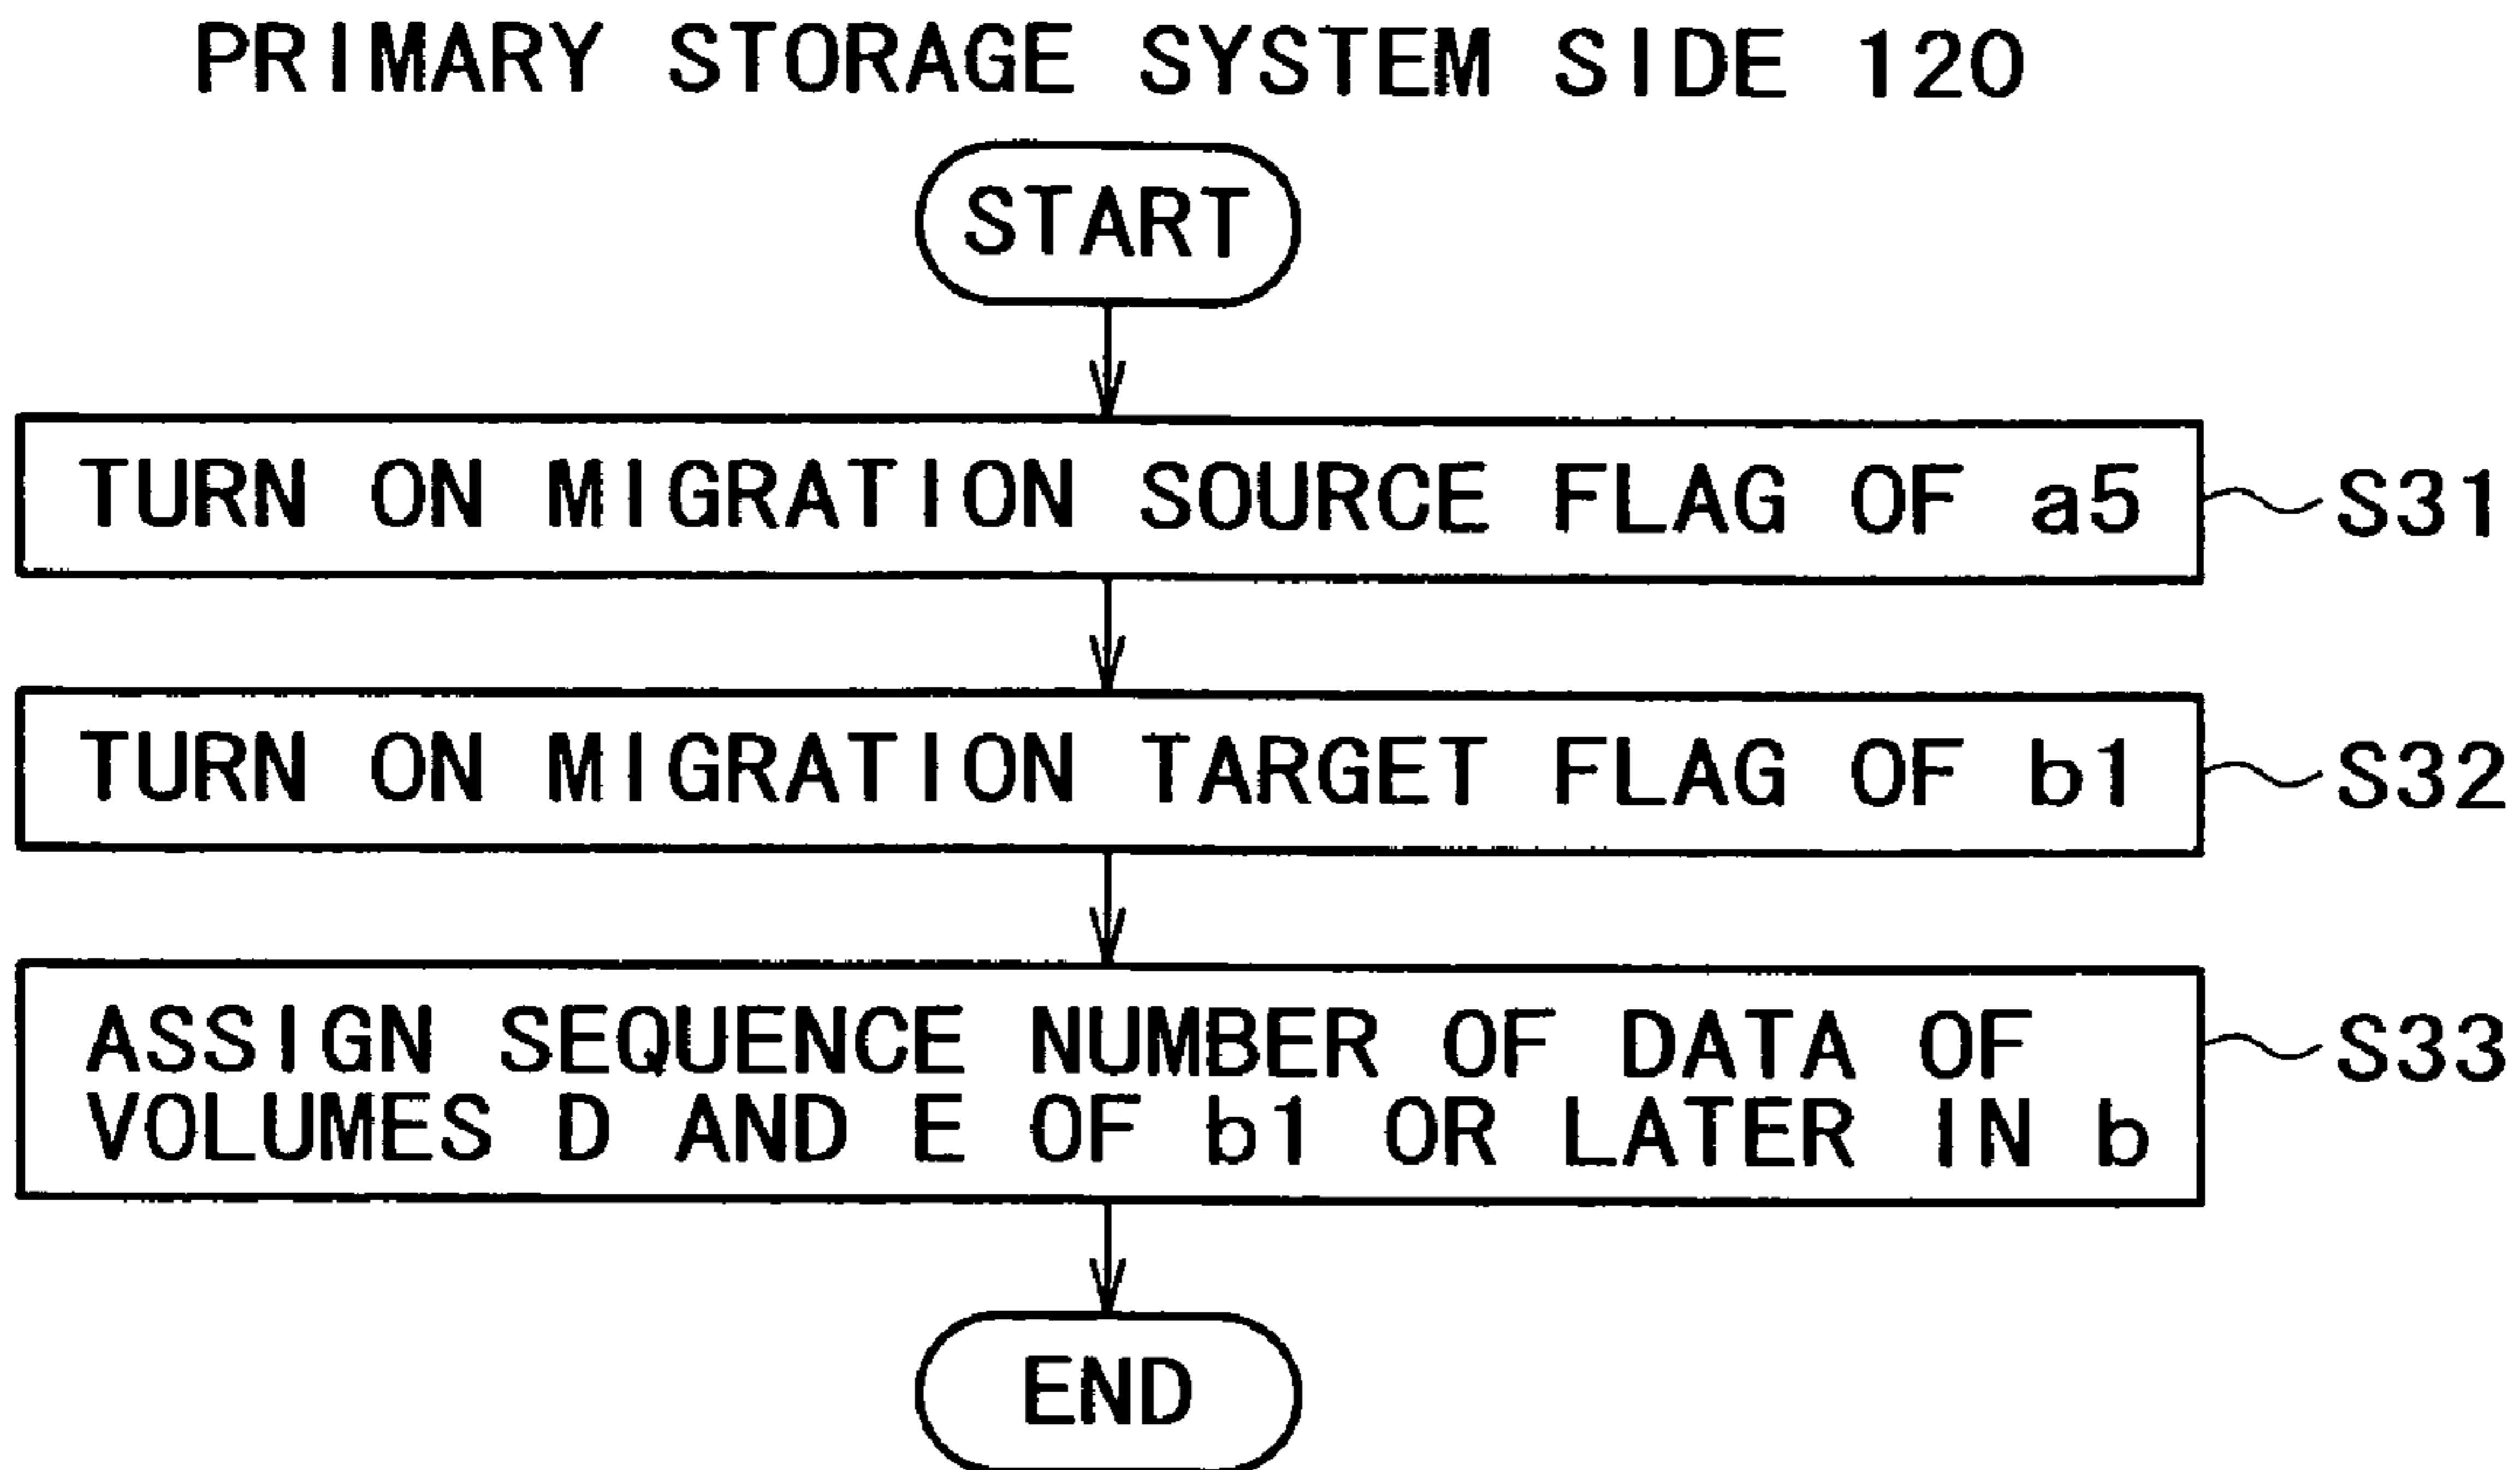 PRIMARY STORAGE SYSTEM SIDE 120
START
TURN ON MIGRATION SOURCE FLAG OF a5
S31
TURN ON MIGRATION TARGET FLAG OF b1
S32
ASSIGN SEQUENCE NUMBER OF DATA OF
S33
VOLUMES D AND E OF b1 OR LATER IN b
END